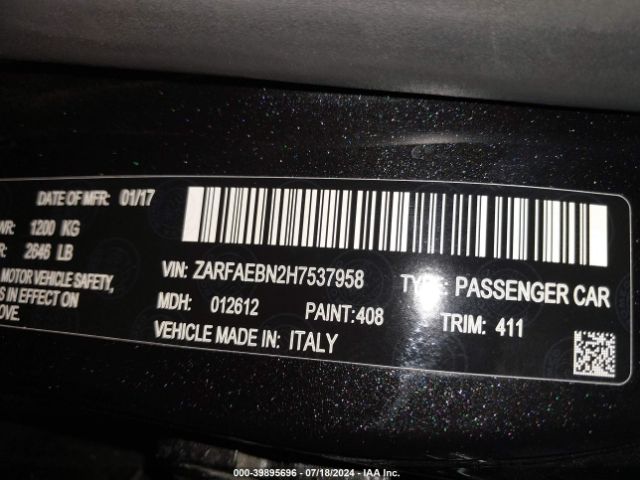 DATE OF MFR: 01/17
WR: 1200 KG
R: 2646 LB
MOTOR VEHICLE SAFETY,
S IN EFFECT ON
OVE.
VIN: ZARFAEBN2H7537958
TYPE: PASSENGER CAR
MDH: 012612 PAINT:408 TRIM: 411
VEHICLE MADE IN: ITALY
000-39895696 - 07/18/2024 - IAA Inc.